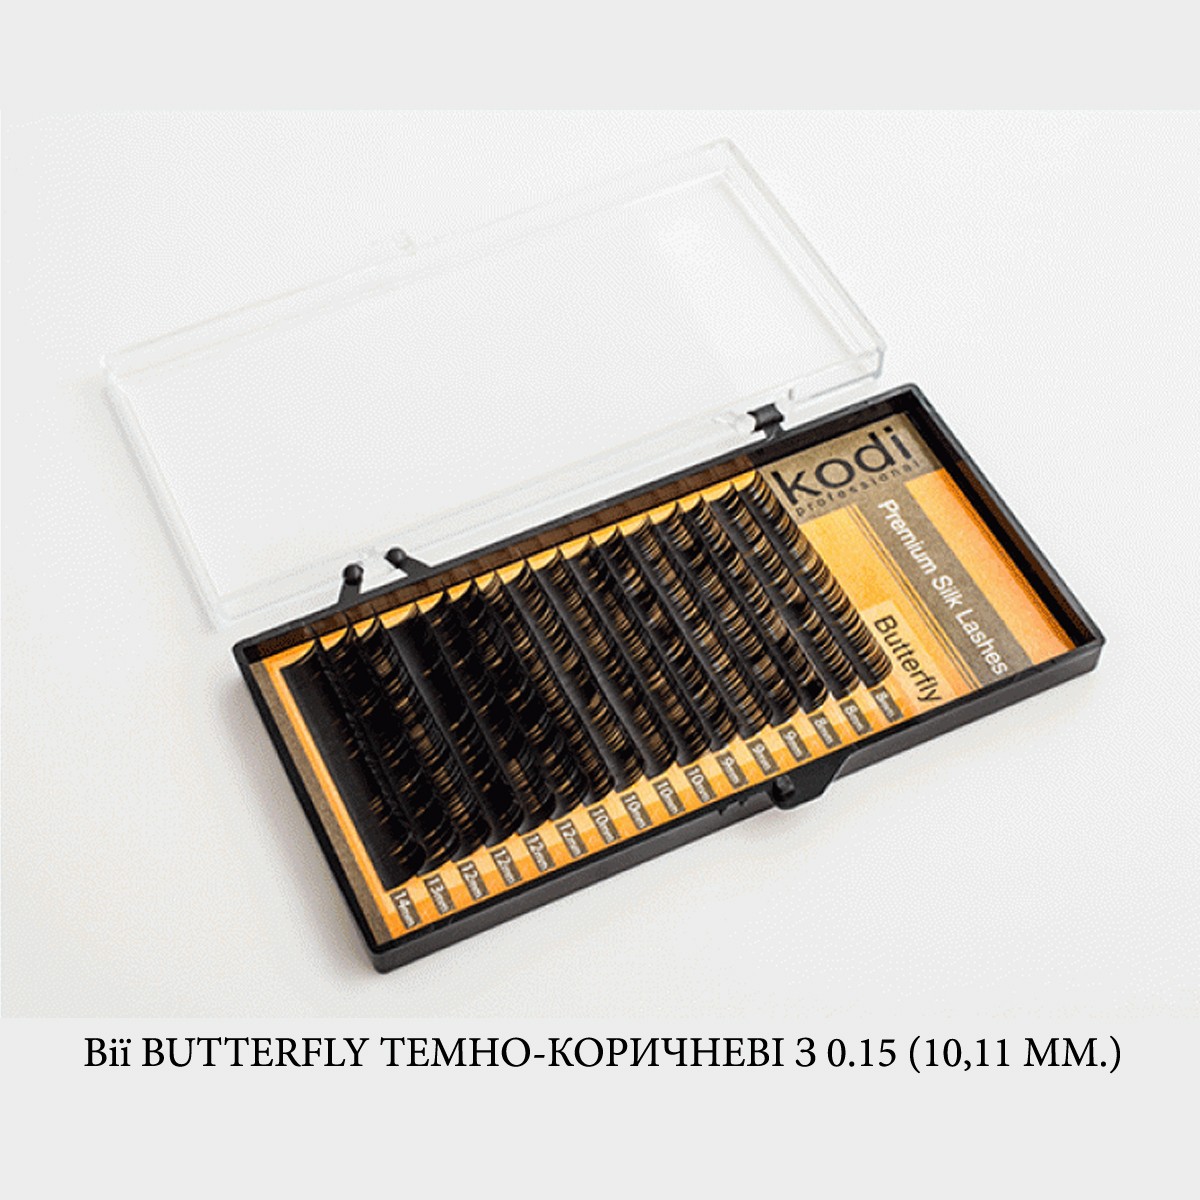 kodi
professional
Premium Silk Lashes
Butterfly
14mm
13mm
12mm
12mm
12mm
12mm
10mm
10mm
10mm
10mm
9mm
9mm
9mm
8mm
8mm
8mm
Вії BUTTERFLY ТЕМНО-КОРИЧНЕВІ З 0.15 (10,11 ММ.)